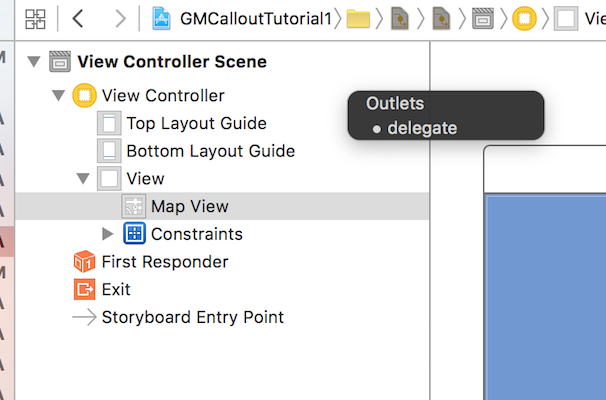 GMCalloutTutorial1
View Controller Scene
View Controller
Top Layout Guide
Bottom Layout Guide
View
Map View
Constraints
First Responder
Exit
Storyboard Entry Point
Outlets
delegate